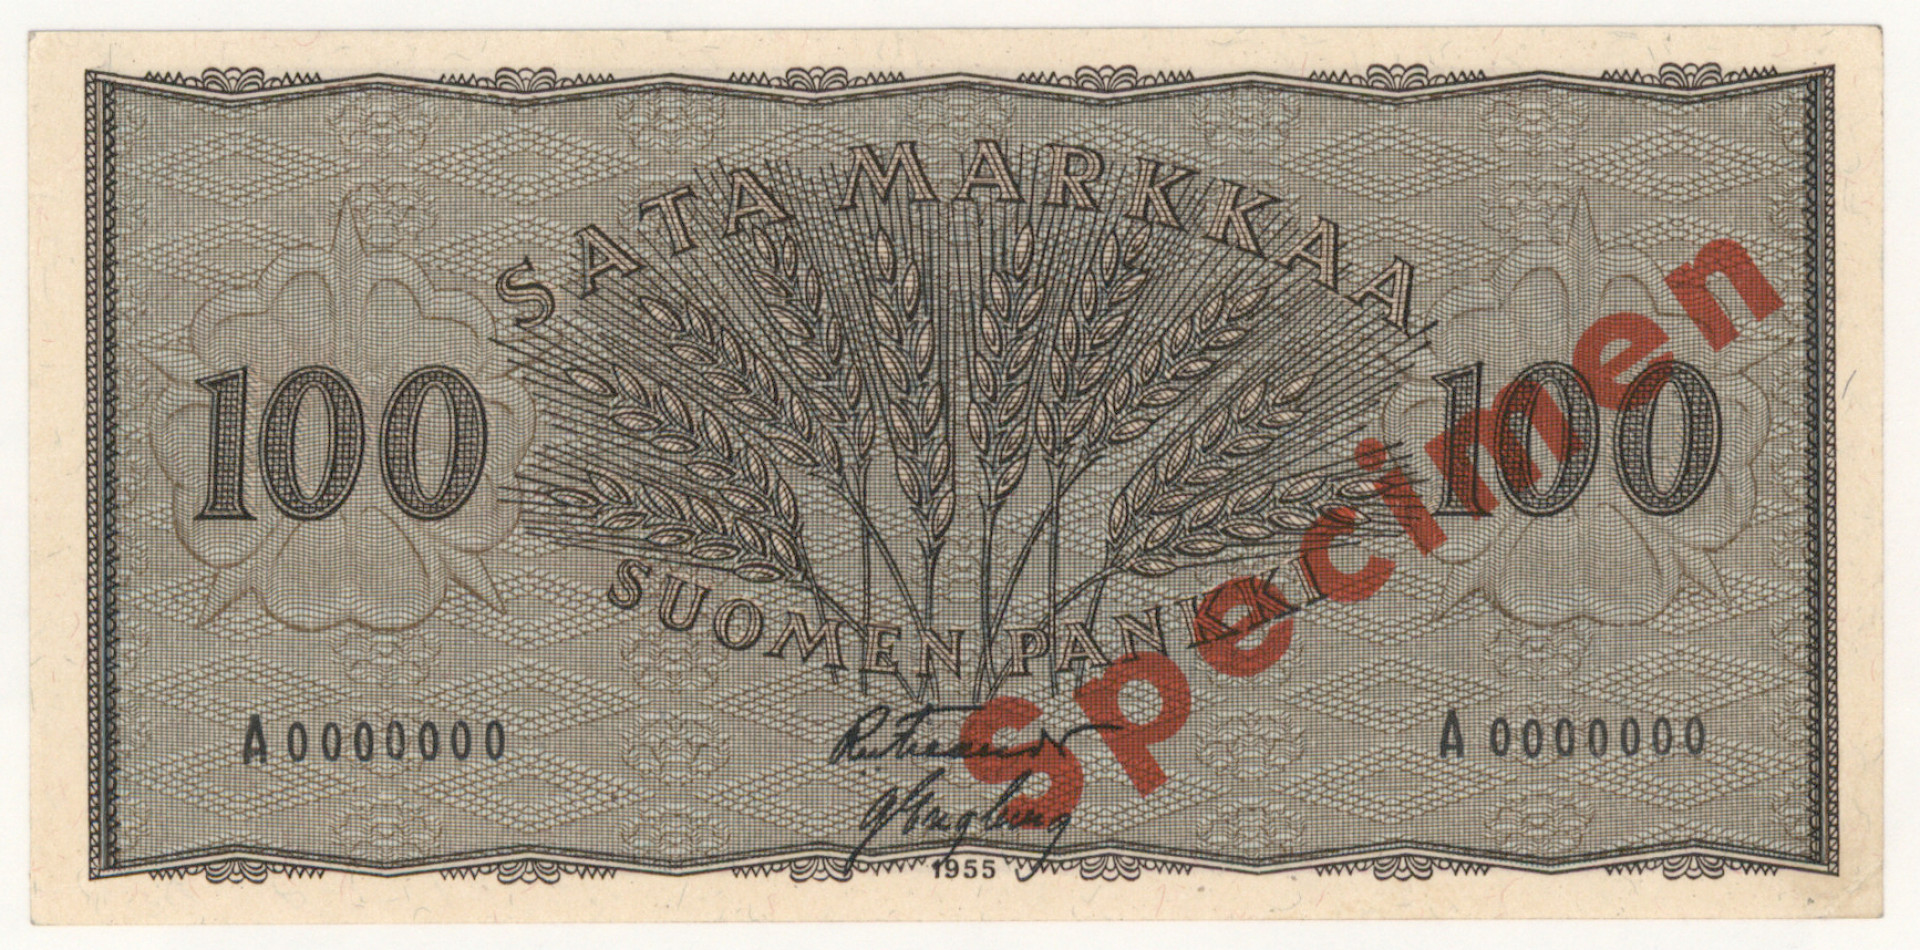 SATA MARKKAA
100 100
SUOMEN PANKKI
A 0000000 A 0000000
Specimen
1955